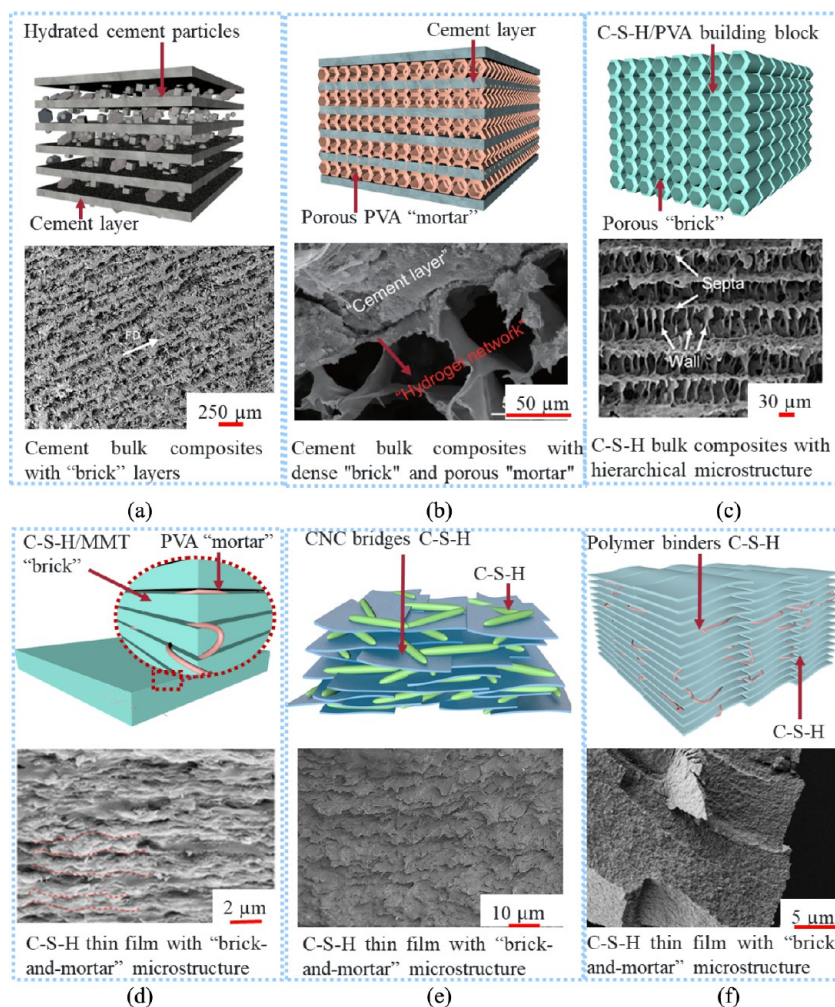 Hydrated cement particles
Cement layer
FD
250 µm
Cement bulk composites
with “brick” layers
(a)
Cement layer
Porous PVA “mortar”
“Cement layer”
“Hydrogel network”
50 µm
Cement bulk composites with
dense "brick" and porous "mortar"
(b)
C-S-H/PVA building block
Porous “brick”
Septa
Wall
30 µm
C-S-H bulk composites with
hierarchical microstructure
(c)
C-S-H/MMT
“brick”
PVA “mortar”
2 µm
C-S-H thin film with “brick-
and-mortar” microstructure
(d)
CNC bridges C-S-H
C-S-H
10 µm
C-S-H thin film with “brick-
and-mortar” microstructure
(e)
Polymer binders C-S-H
C-S-H
5 µm
C-S-H thin film with “brick-
and-mortar” microstructure
(f)